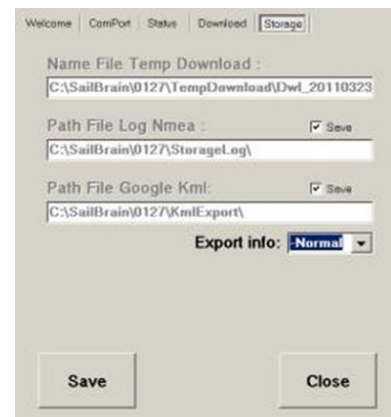 Welcome ComPort Status Download Storage
Name File Temp Download :
C:\SailBrain\0127\TempDownload\Dwl_20110323
Path File Log Nmea : Save
C:\SailBrain\0127\StorageLog\
Path File Google Kml: Save
C:\SailBrain\0127\KmlExport\
Export info: -Normal
Save Close